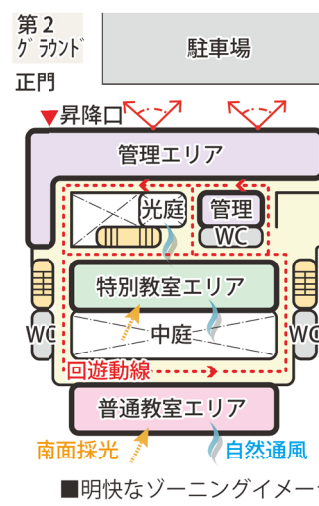 第2
グラウンド
駐車場
正門
昇降口
管理エリア
光庭
管理
WC
特別教室エリア
WC
中庭
WC
回遊動線
普通教室エリア
南面採光
自然通風
■明快なゾーニングイメー